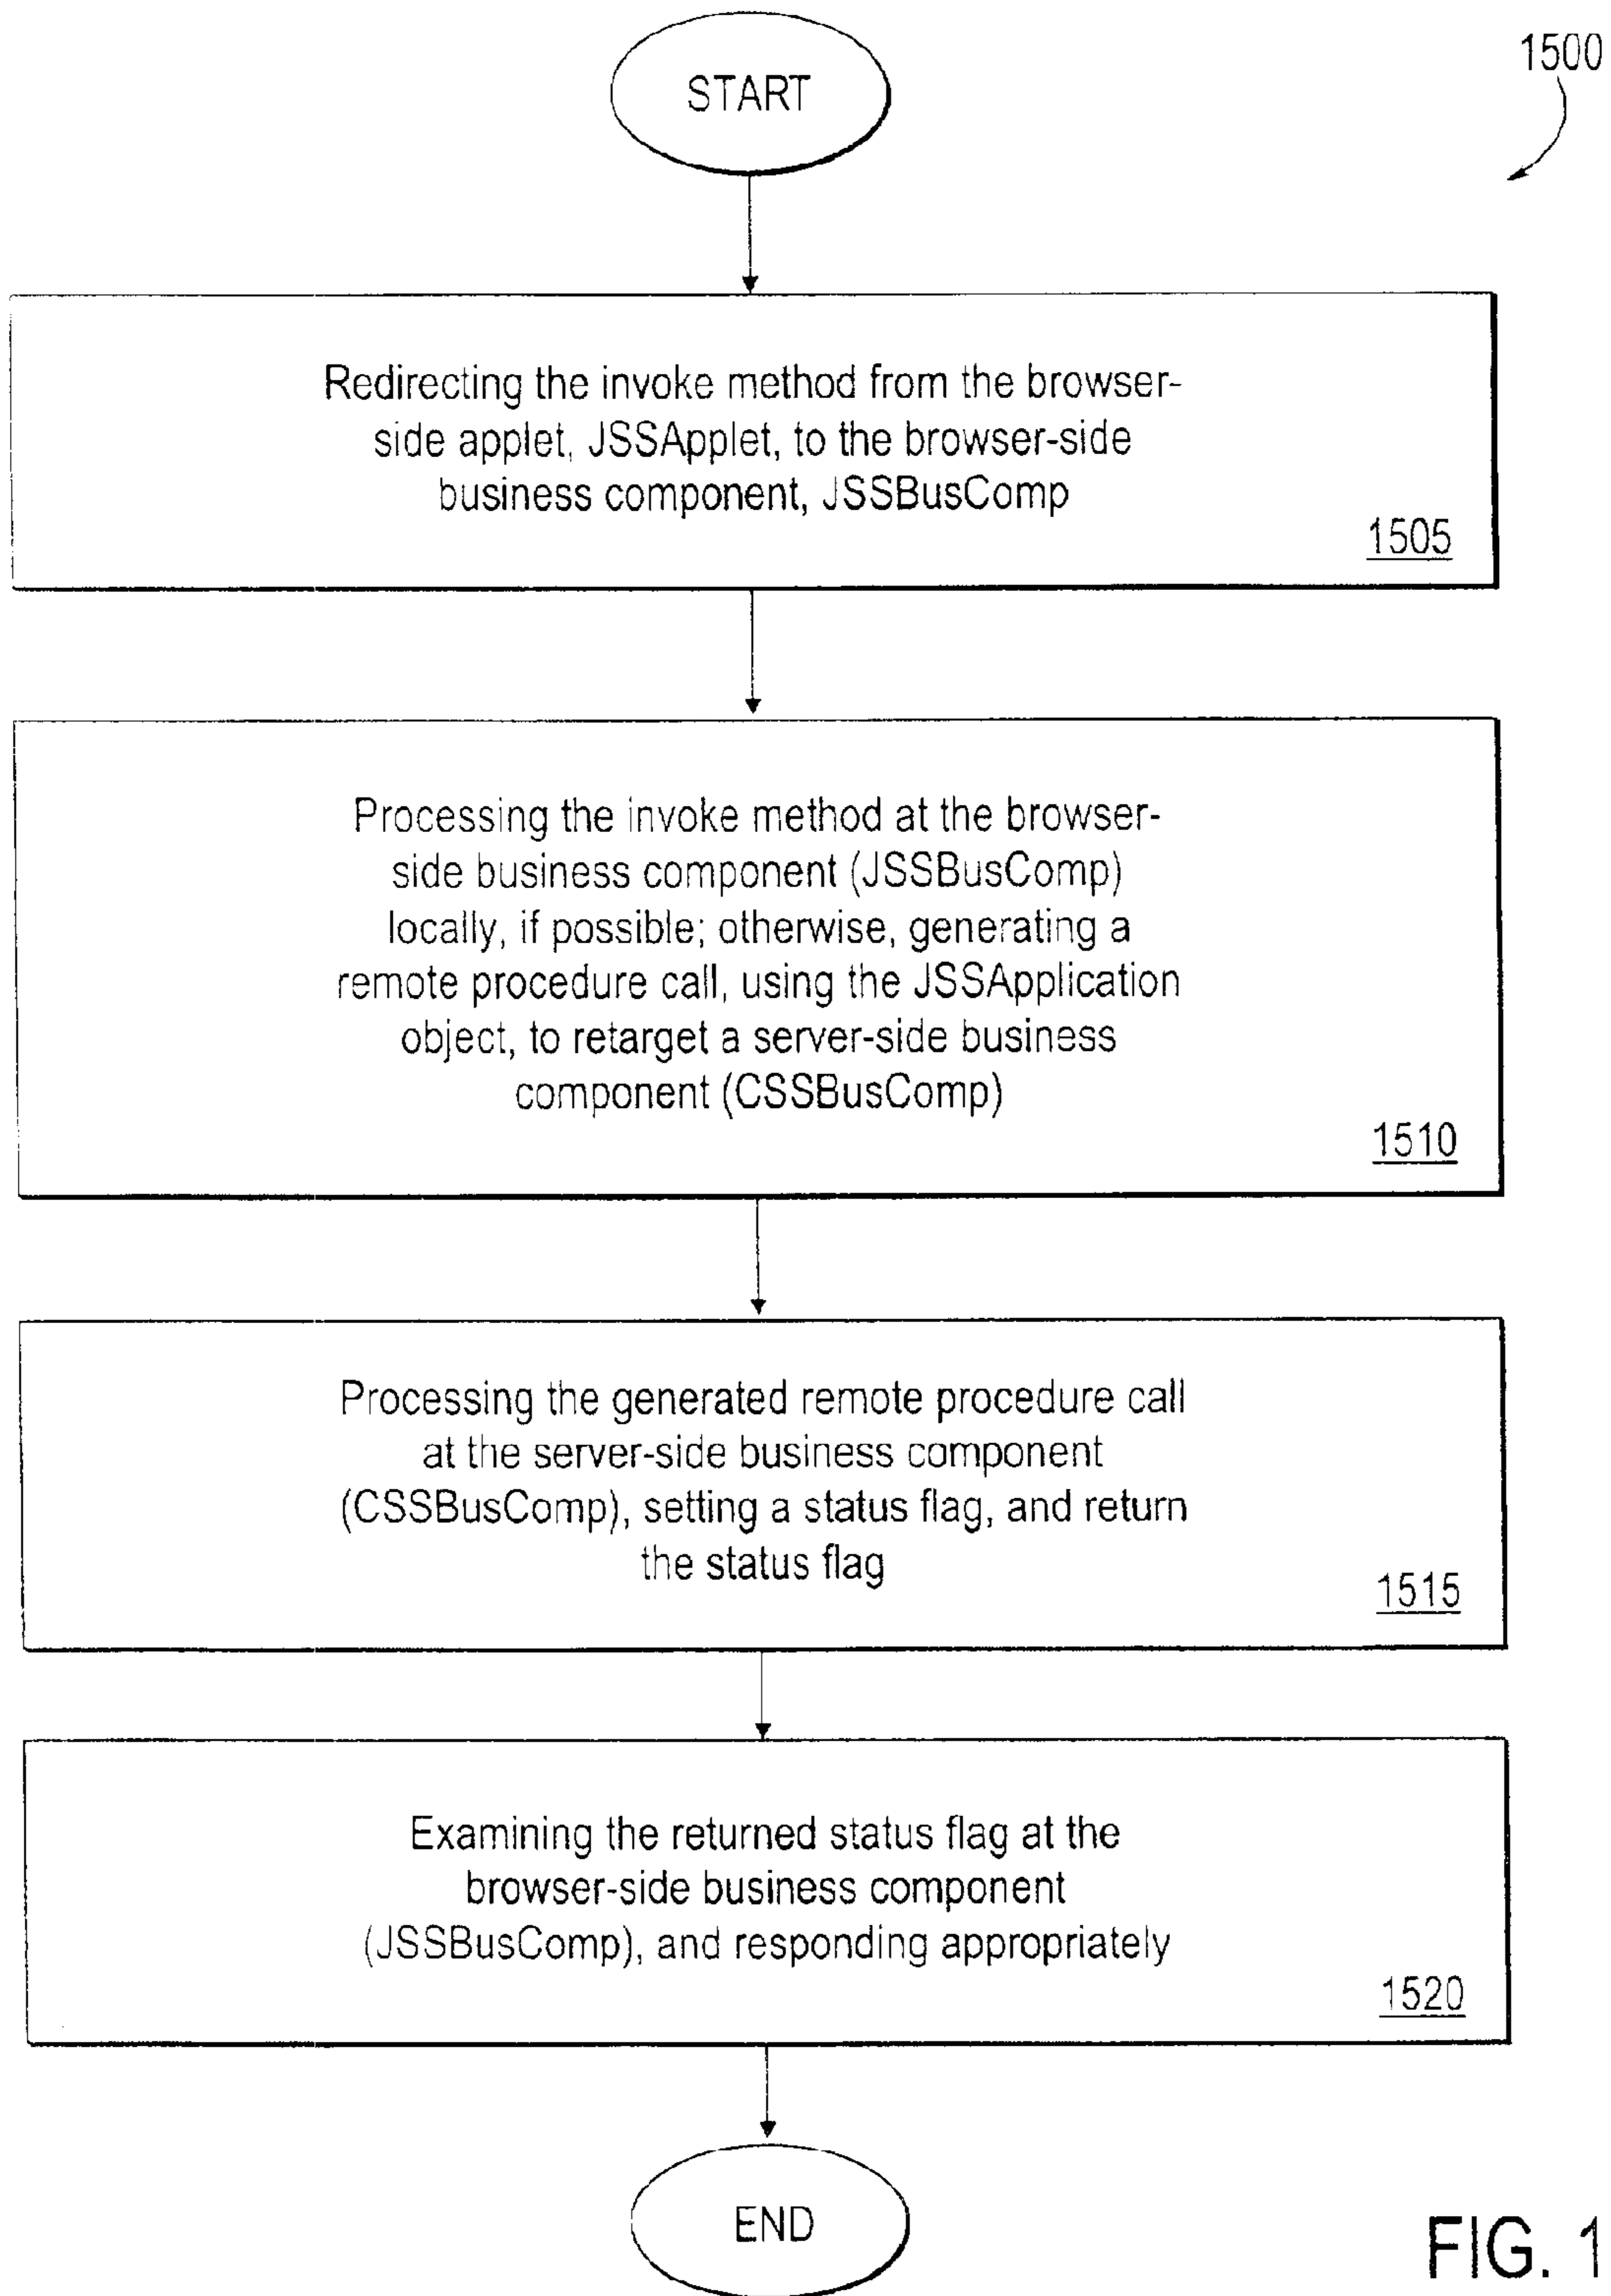 START
1500
Redirecting the invoke method from the browser-
side applet, JSSApplet, to the browser-side
business component, JSSBusComp
1505
Processing the invoke method at the browser-
side business component (JSSBusComp)
locally, if possible; otherwise, generating a
remote procedure call, using the JSSApplication
object, to retarget a server-side business
component (CSSBusComp)
1510
Processing the generated remote procedure call
at the server-side business component
(CSSBusComp), setting a status flag, and return
the status flag
1515
Examining the returned status flag at the
browser-side business component
(JSSBusComp), and responding appropriately
1520
END
FIG. 1